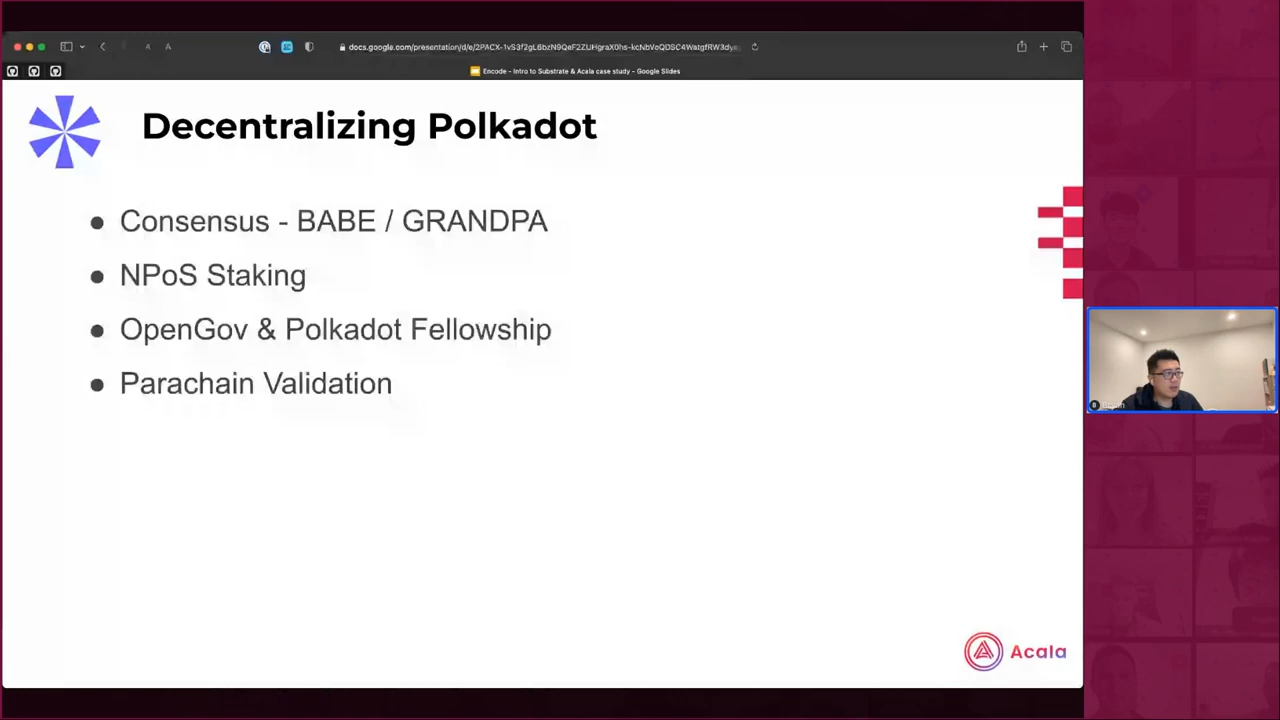 Encode - Intro to Substrate & Acala case study - Google Slides
Decentralizing Polkadot
● Consensus - BABE / GRANDPA
● NPoS Staking
● OpenGov & Polkadot Fellowship
● Parachain Validation
Acala